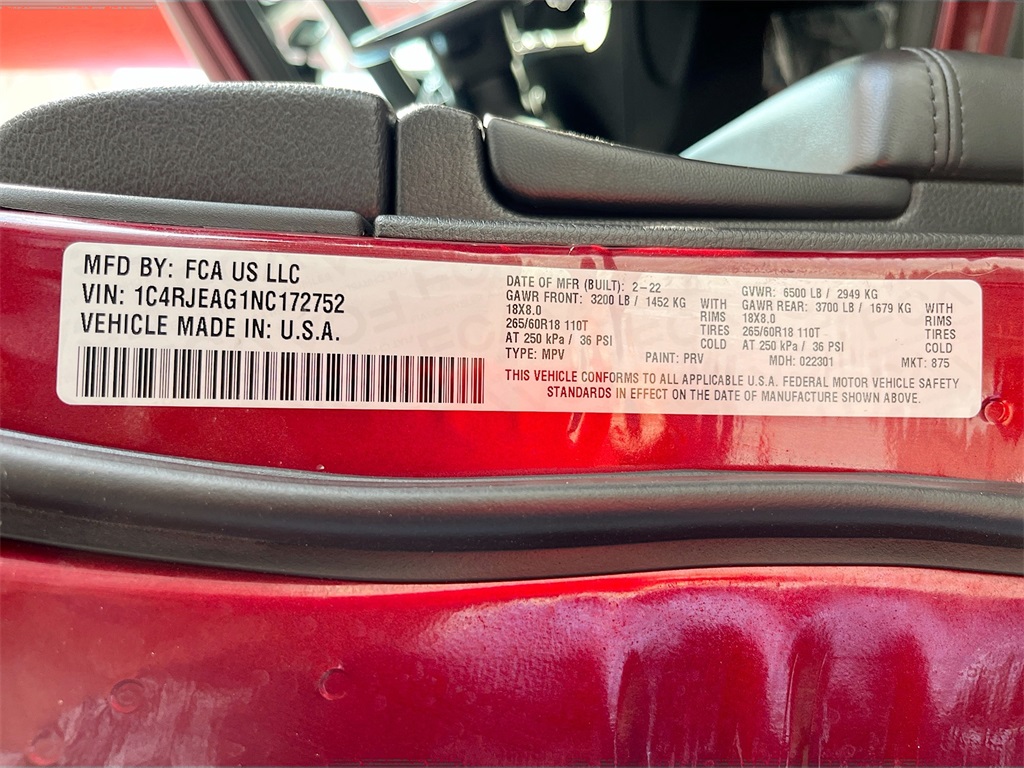 MFD BY: FCA US LLC
VIN: 1C4RJEAG1NC172752
VEHICLE MADE IN: U.S.A.
DATE OF MFR (BUILT): 2-22
GAWR FRONT: 3200 LB / 1452 KG WITH
18X8.0 RIMS
265/60R18 110T TIRES
AT 250 kPa / 36 PSI COLD
TYPE: MPV PAINT: PRV
GVWR: 6500 LB / 2949 KG
GAWR REAR: 3700 LB / 1679 KG WITH
18X8.0 RIMS
265/60R18 110T TIRES
AT 250 kPa / 36 PSI COLD
MDH: 022301 MKT: 875
THIS VEHICLE CONFORMS TO ALL APPLICABLE U.S.A. FEDERAL MOTOR VEHICLE SAFETY
STANDARDS IN EFFECT ON THE DATE OF MANUFACTURE SHOWN ABOVE.